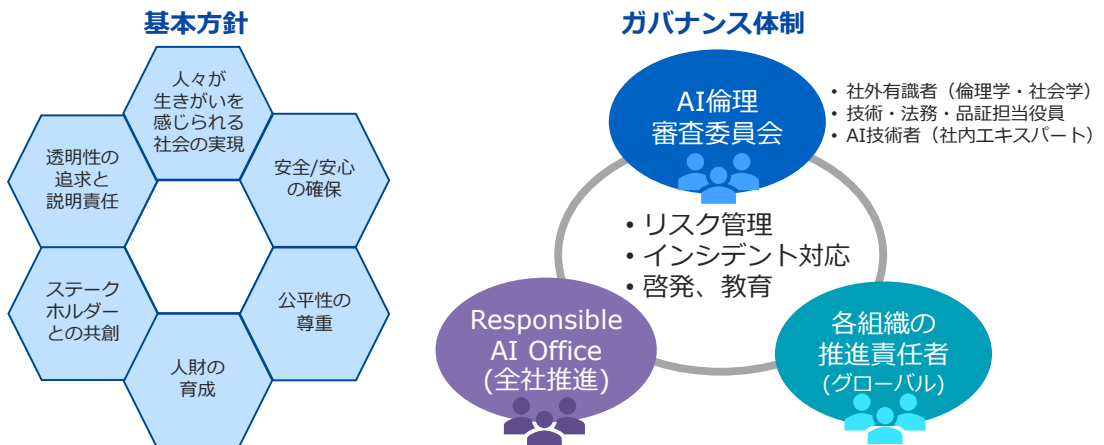 基本方針
人々が
生きがいを
感じられる
社会の実現
安全/安心
の確保
公平性の
尊重
人財の
育成
ステーク
ホルダー
との共創
透明性の
追求と
説明責任
ガバナンス体制
AI倫理
審査委員会
• 社外有識者（倫理学・社会学）
• 技術・法務・品証担当役員
• AI技術者（社内エキスパート）
• リスク管理
• インシデント対応
• 啓発、教育
Responsible
AI Office
(全社推進)
各組織の
推進責任者
(グローバル)